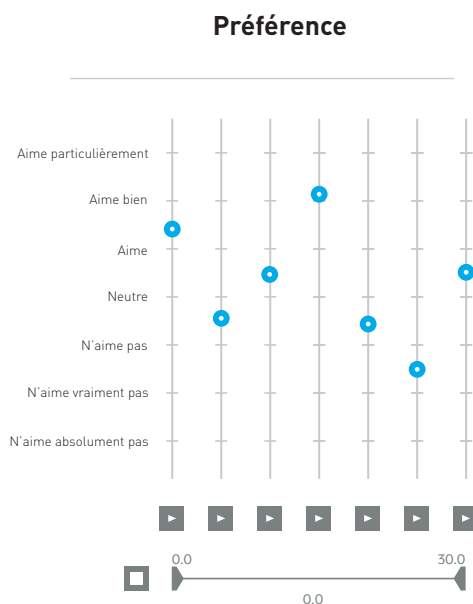 Préférence
Aime particulièrement
Aime bien
Aime
Neutre
N'aime pas
N'aime vraiment pas
N'aime absolument pas
0.0 30.0
0.0